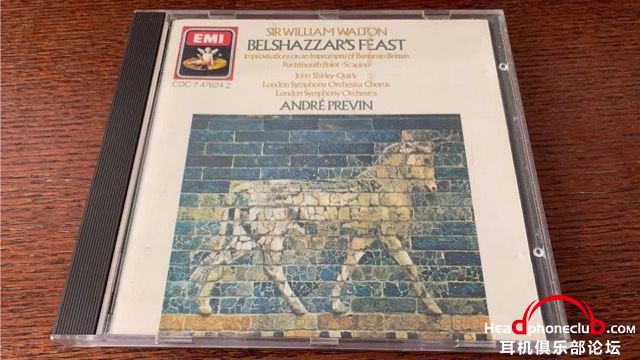 SIR WILLIAM WALTON
EMI
BELSHAZZAR'S FEAST
Improvisations on an Impromptu of Benjamin Britten
Portsmouth Point · Scapino
CDC 7 47624 2
John Shirley-Quirk
London Symphony Orchestra Chorus
London Symphony Orchestra
ANDRÉ PREVIN
Headphoneclub.com
耳机俱乐部论坛